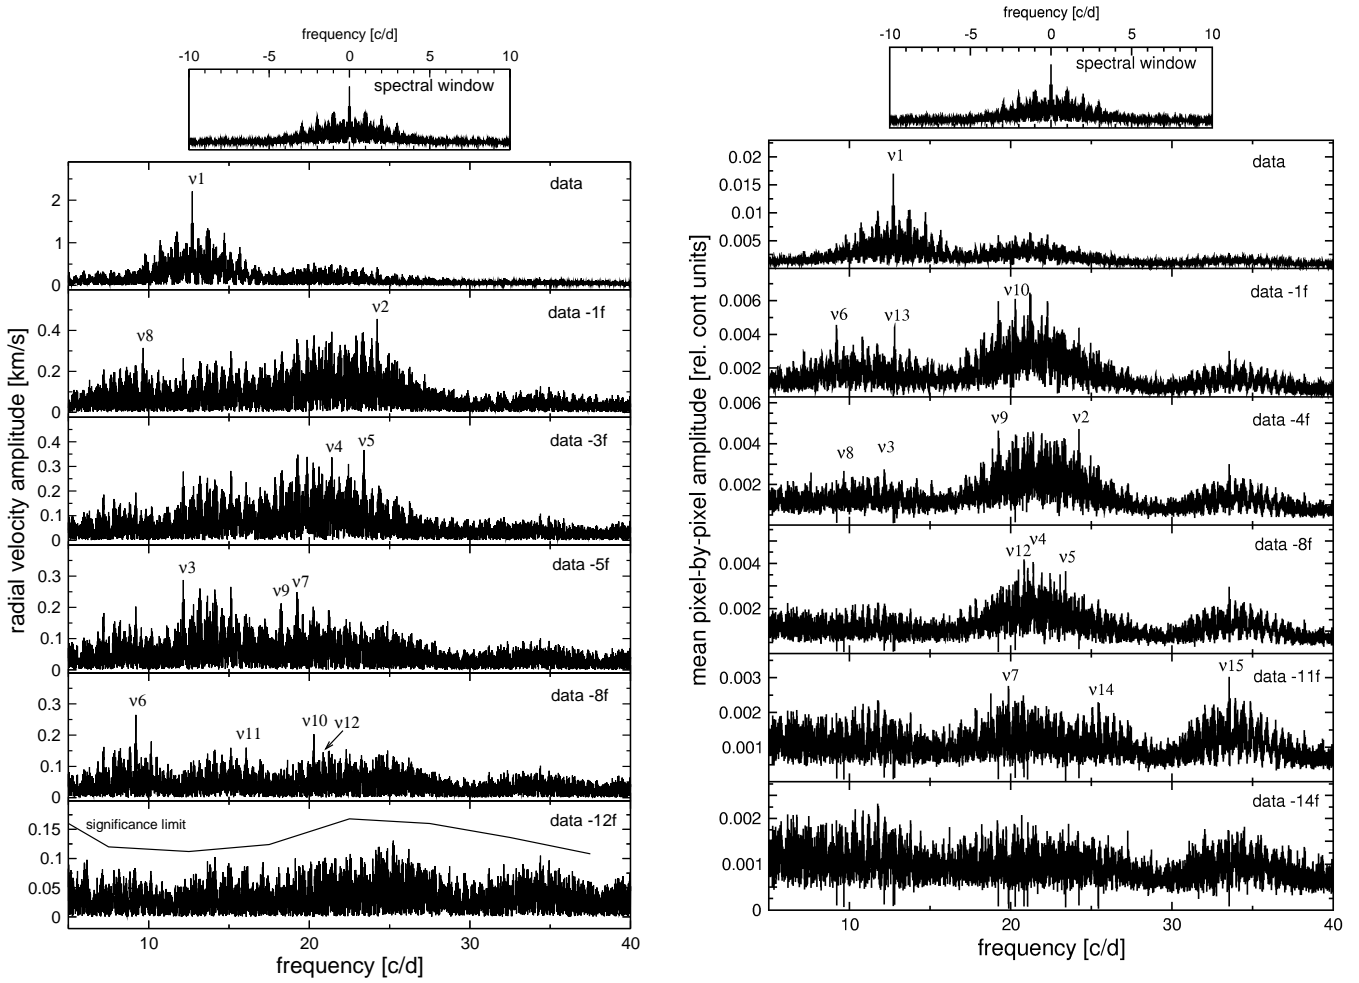 frequency [c/d]
-10 -5 0 5 10
spectral window
ν1
data
2
1
0
ν8
ν2
data -1f
0.4
0.2
0
ν4
ν5
data -3f
0.4
0.3
0.2
0.1
0
ν3
ν9
ν7
data -5f
0.3
0.2
0.1
0
ν6
ν11
ν10
ν12
data -8f
0.3
0.2
0.1
0
significance limit
data -12f
0.15
0.1
0.05
0
10 20 30 40
frequency [c/d]
radial velocity amplitude [km/s]
frequency [c/d]
-10 -5 0 5 10
spectral window
ν1
data
0.02
0.015
0.01
0.005
ν6
ν13
ν10
data -1f
0.006
0.004
0.002
ν8
ν3
ν9
ν2
data -4f
0.006
0.004
0.002
ν12
ν4
ν5
data -8f
0.004
0.002
ν7
ν14
ν15
data -11f
0.003
0.002
0.001
data -14f
0.002
0.001
0
10 20 30 40
frequency [c/d]
mean pixel-by-pixel amplitude [rel. cont units]